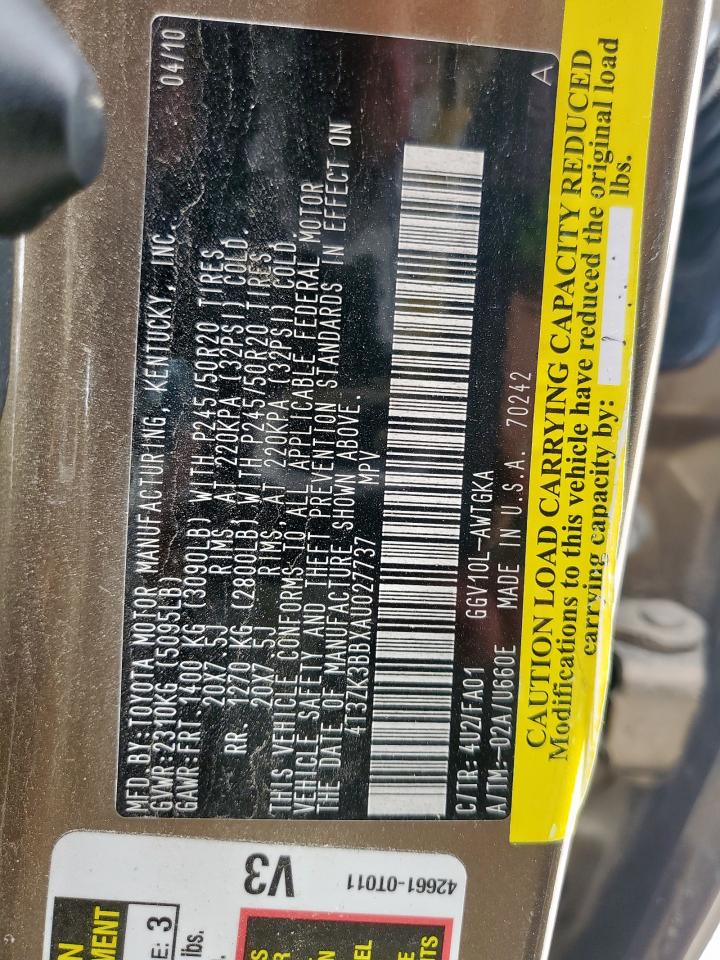 MFD BY:TOYOTA MOTOR MANUFACTURING, KENTUCKY, INC. 04/10
GVWR:2310KG (5095LB)
GAWR:FRT 1400 KG (3090LB) WITH P245/50R20 TIRES,
20X7.5J RIMS, AT 220KPA (32PSI) COLD.
RR. 1270 KG (2800LB) WITH P245/50R20 TIRES,
20X7.5J RIMS, AT 220KPA (32PSI) COLD.
THIS VEHICLE CONFORMS TO ALL APPLICABLE FEDERAL MOTOR
VEHICLE SAFETY AND THEFT PREVENTION STANDARDS IN EFFECT ON
THE DATE OF MANUFACTURE SHOWN ABOVE.
4T3ZK3BBXAU027737 MPV
C/TR:4U2/FA01 GGV10L-AWTGKA
A/TM:-02A/U660E MADE IN U.S.A. 70242 A
CAUTION LOAD CARRYING CAPACITY REDUCED
Modifications to this vehicle have reduced the original load
carrying capacity by: lbs.
V3
42661-0T011
MENT
E: 3
lbs.